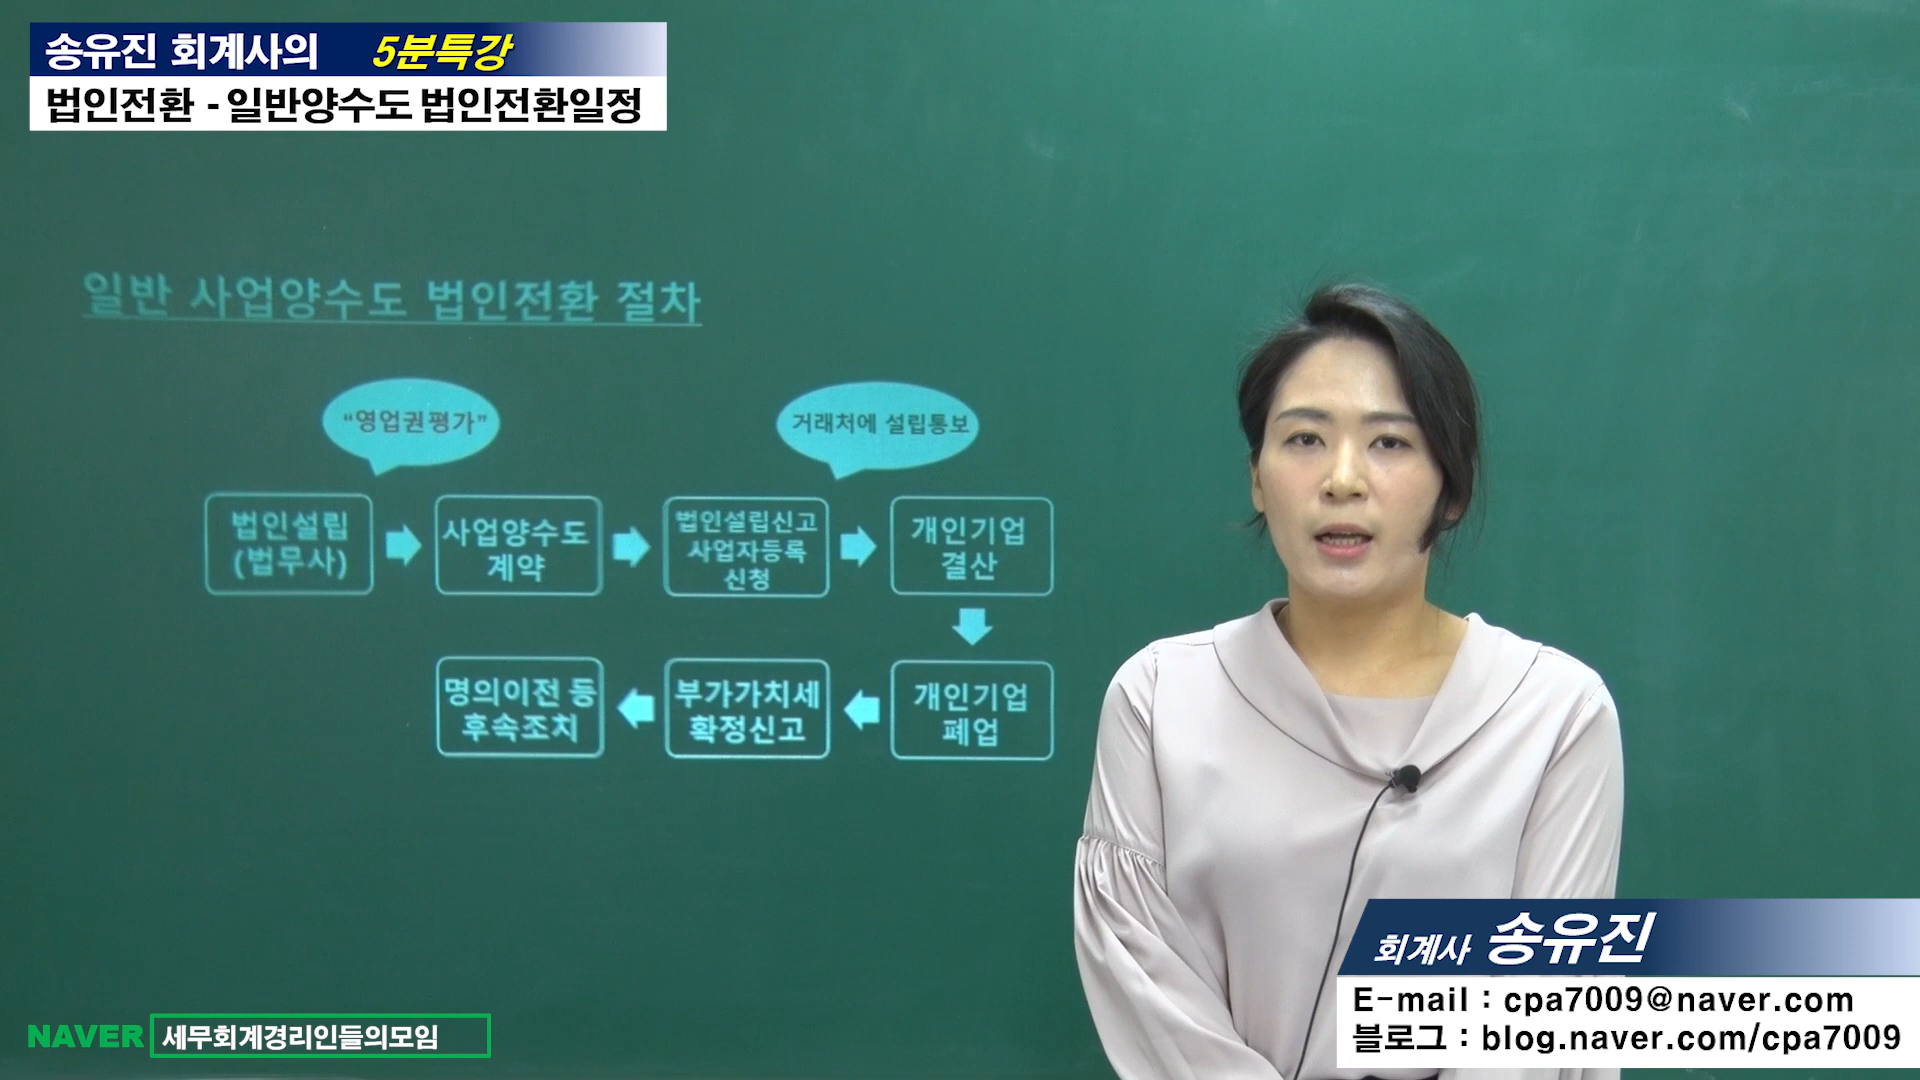 송유진 회계사의 5분특강
법인전환 - 일반양수도 법인전환일정
일반 사업양수도 법인전환 절차
“영업권평가”
거래처에 설립통보
법인설립
(법무사)
사업양수도
계약
법인설립신고
사업자등록
신청
개인기업
결산
개인기업
폐업
부가가치세
확정신고
명의이전 등
후속조치
회계사 송유진
E-mail : cpa7009@naver.com
블로그 : blog.naver.com/cpa7009
NAVER 세무회계경리인들의모임